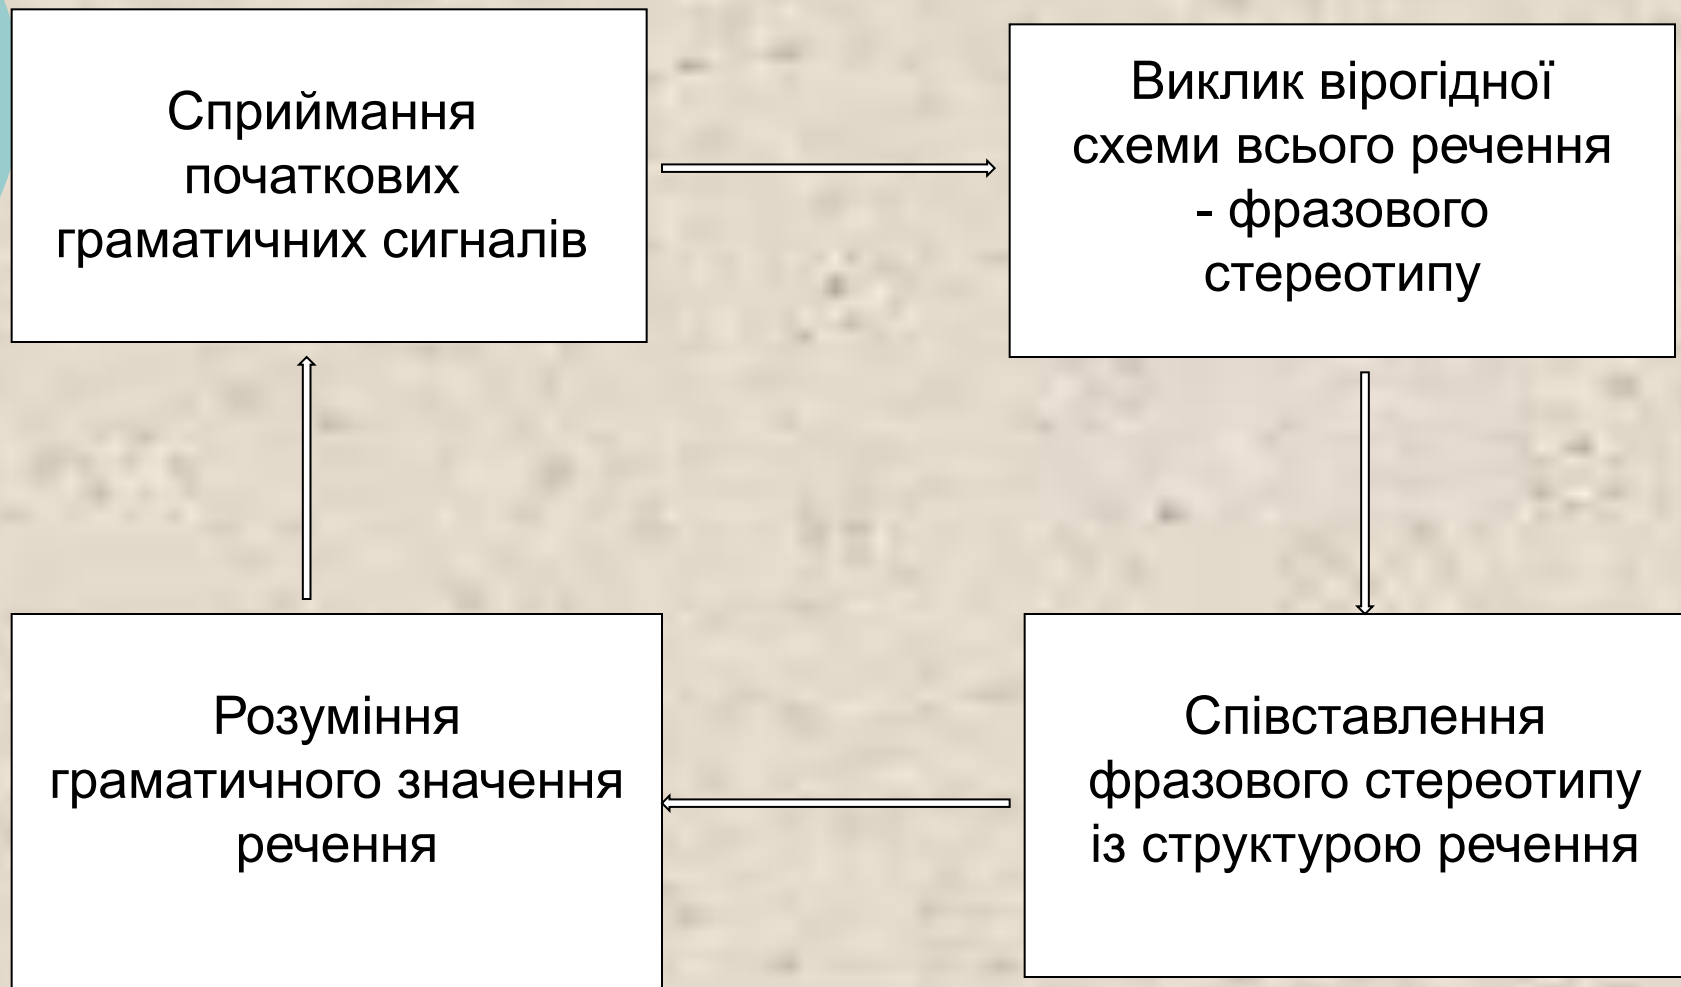 Сприймання
початкових
граматичних сигналів
Виклик вірогідної
схеми всього речення
- фразового
стереотипу
Розуміння
граматичного значення
речення
Співставлення
фразового стереотипу
із структурою речення